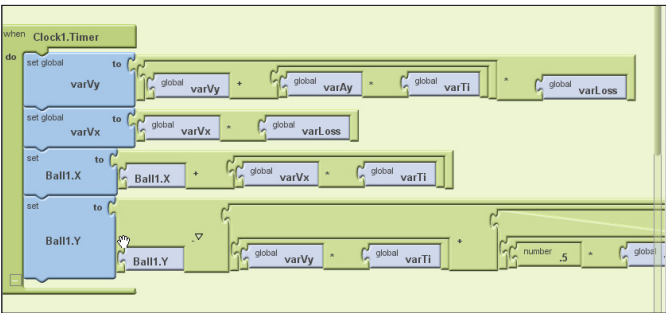 when Clock1.Timer
do set global varVy to global varVy + global varAy * global varTi * global varLoss
set global varVx to global varVx * global varLoss
set Ball1.X to Ball1.X + global varVx * global varTi
set Ball1.Y to Ball1.Y global varVy * global varTi + number .5 * global